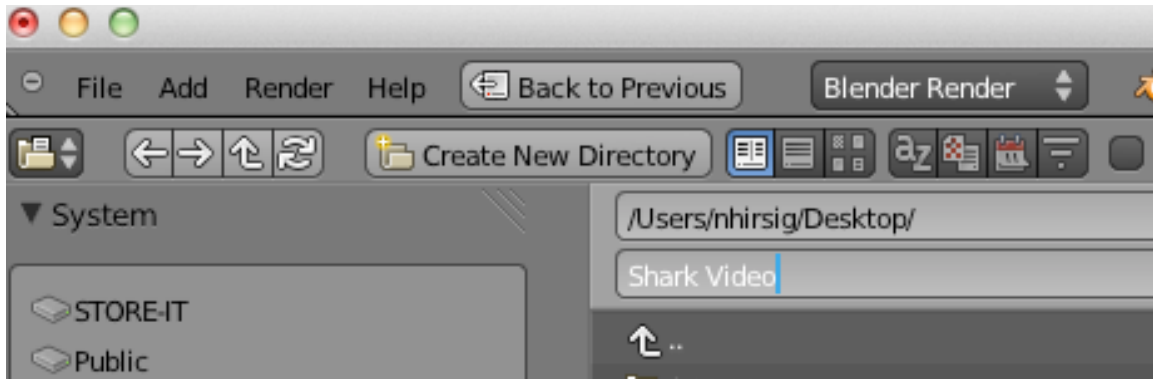 File Add Render Help Back to Previous Blender Render
Create New Directory
System
/Users/nhirsig/Desktop/
Shark Video
STORE-IT
..
Public